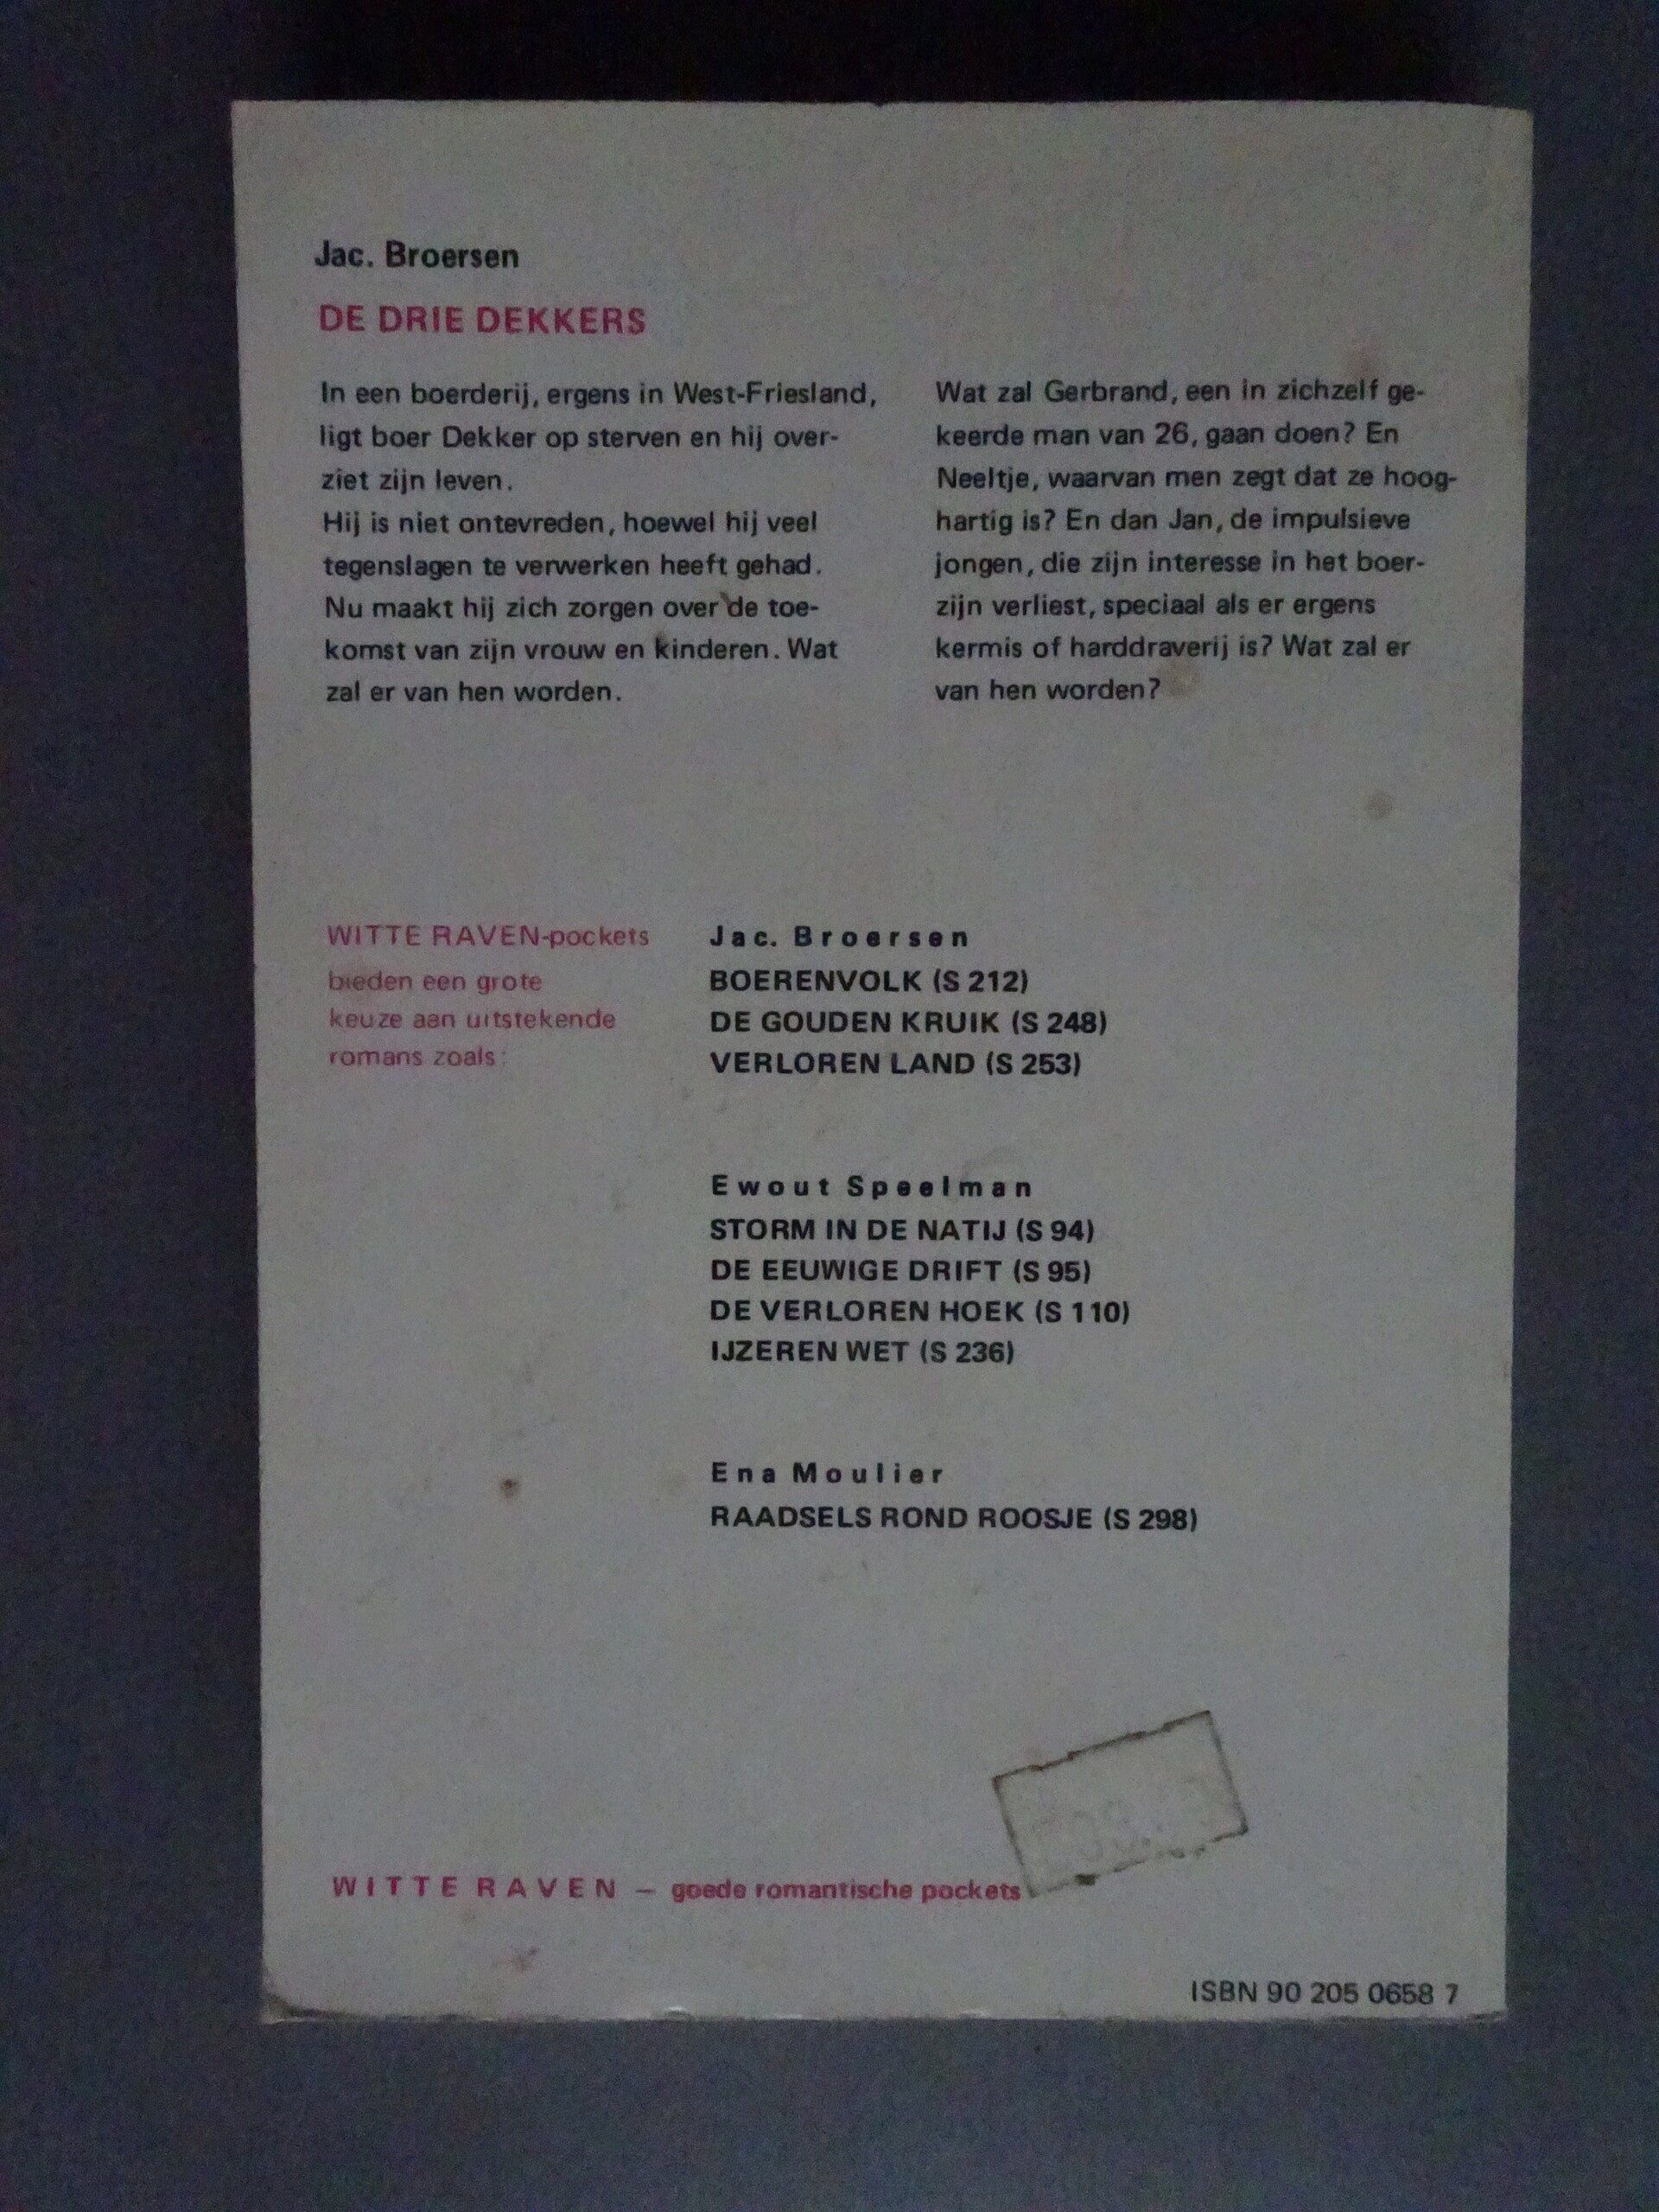 Jac. Broersen
DE DRIE DEKKERS
In een boerderij, ergens in West-Friesland,
ligt boer Dekker op sterven en hij over-
ziet zijn leven.
Hij is niet ontevreden, hoewel hij veel
tegenslagen te verwerken heeft gehad.
Nu maakt hij zich zorgen over de toe-
komst van zijn vrouw en kinderen. Wat
zal er van hen worden.
Wat zal Gerbrand, een in zichzelf ge-
keerde man van 26, gaan doen? En
Neeltje, waarvan men zegt dat ze hoog-
hartig is? En dan Jan, de impulsieve
jongen, die zijn interesse in het boer-
zijn verliest, speciaal als er ergens
kermis of harddraverij is? Wat zal er
van hen worden?
WITTE RAVEN-pockets
bieden een grote
keuze aan uitstekende
romans zoals:
Jac. Broersen
BOERENVOLK (S 212)
DE GOUDEN KRUIK (S 248)
VERLOREN LAND (S 253)
Ewout Speelman
STORM IN DE NATIJ (S 94)
DE EEUWIGE DRIFT (S 95)
DE VERLOREN HOEK (S 110)
IJZEREN WET (S 236)
Ena Moulier
RAADSELS ROND ROOSJE (S 298)
WITTE RAVEN – goede romantische pockets
ISBN 90 205 0658 7